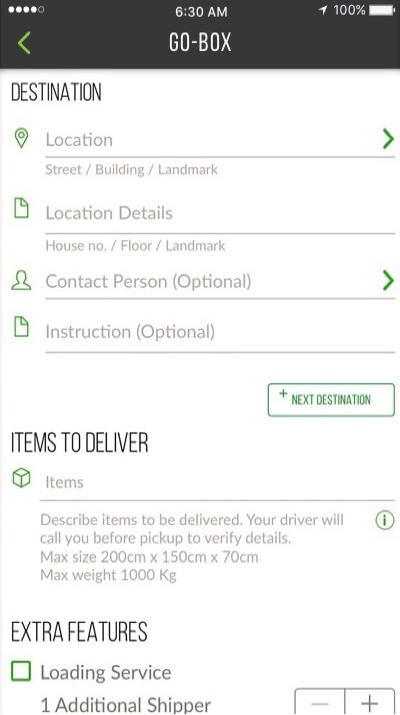 6:30 AM
100%
GO-BOX
DESTINATION
Location
Street / Building / Landmark
Location Details
House no. / Floor / Landmark
Contact Person (Optional)
Instruction (Optional)
+ NEXT DESTINATION
ITEMS TO DELIVER
Items
Describe items to be delivered. Your driver will
call you before pickup to verify details.
Max size 200cm x 150cm x 70cm
Max weight 1000 Kg
EXTRA FEATURES
Loading Service
1 Additional Shipper